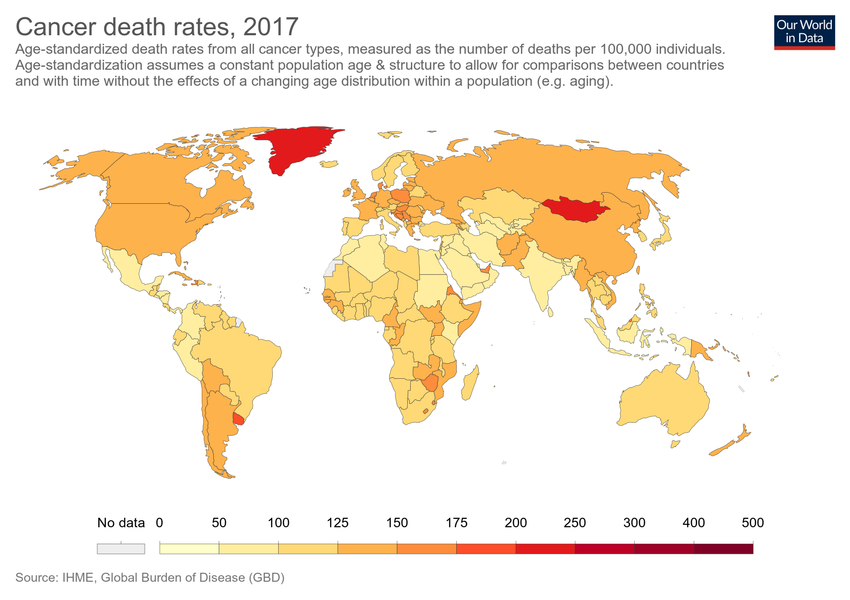 Cancer death rates, 2017
Our World
in Data
Age-standardized death rates from all cancer types, measured as the number of deaths per 100,000 individuals.
Age-standardization assumes a constant population age & structure to allow for comparisons between countries
and with time without the effects of a changing age distribution within a population (e.g. aging).
No data 0 50 100 125 150 175 200 250 300 400 500
Source: IHME, Global Burden of Disease (GBD)